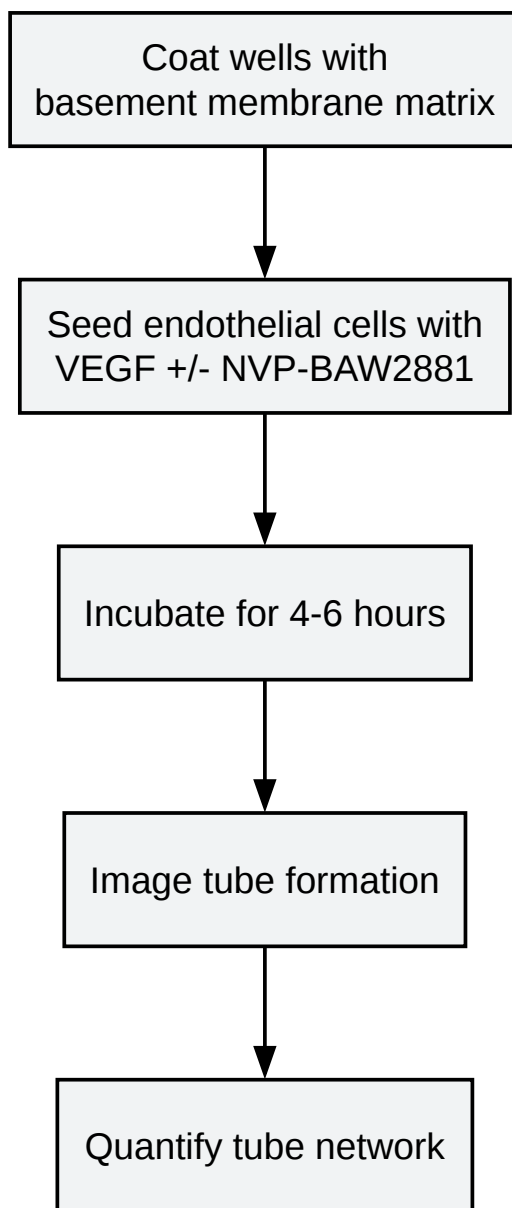 Coat wells with
basement membrane matrix
Seed endothelial cells with
VEGF +/- NVP-BAW2881
Incubate for 4-6 hours
Image tube formation
Quantify tube network